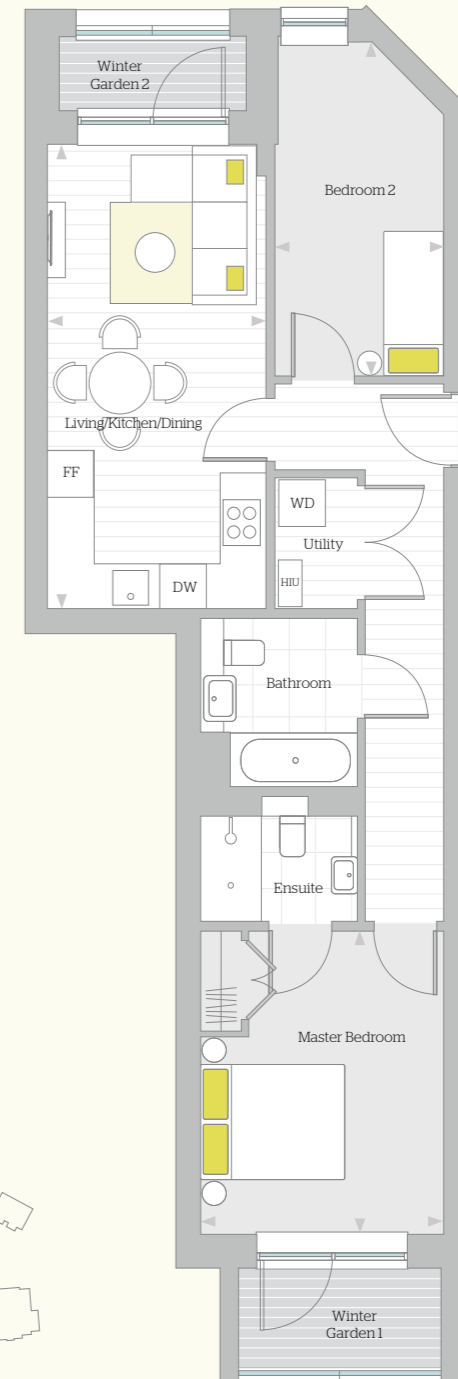 Winter
Garden 2
Bedroom 2
Living/Kitchen/Dining
FF
WD
Utility
DW
HIU
Bathroom
Ensuite
Master Bedroom
Winter
Garden 1